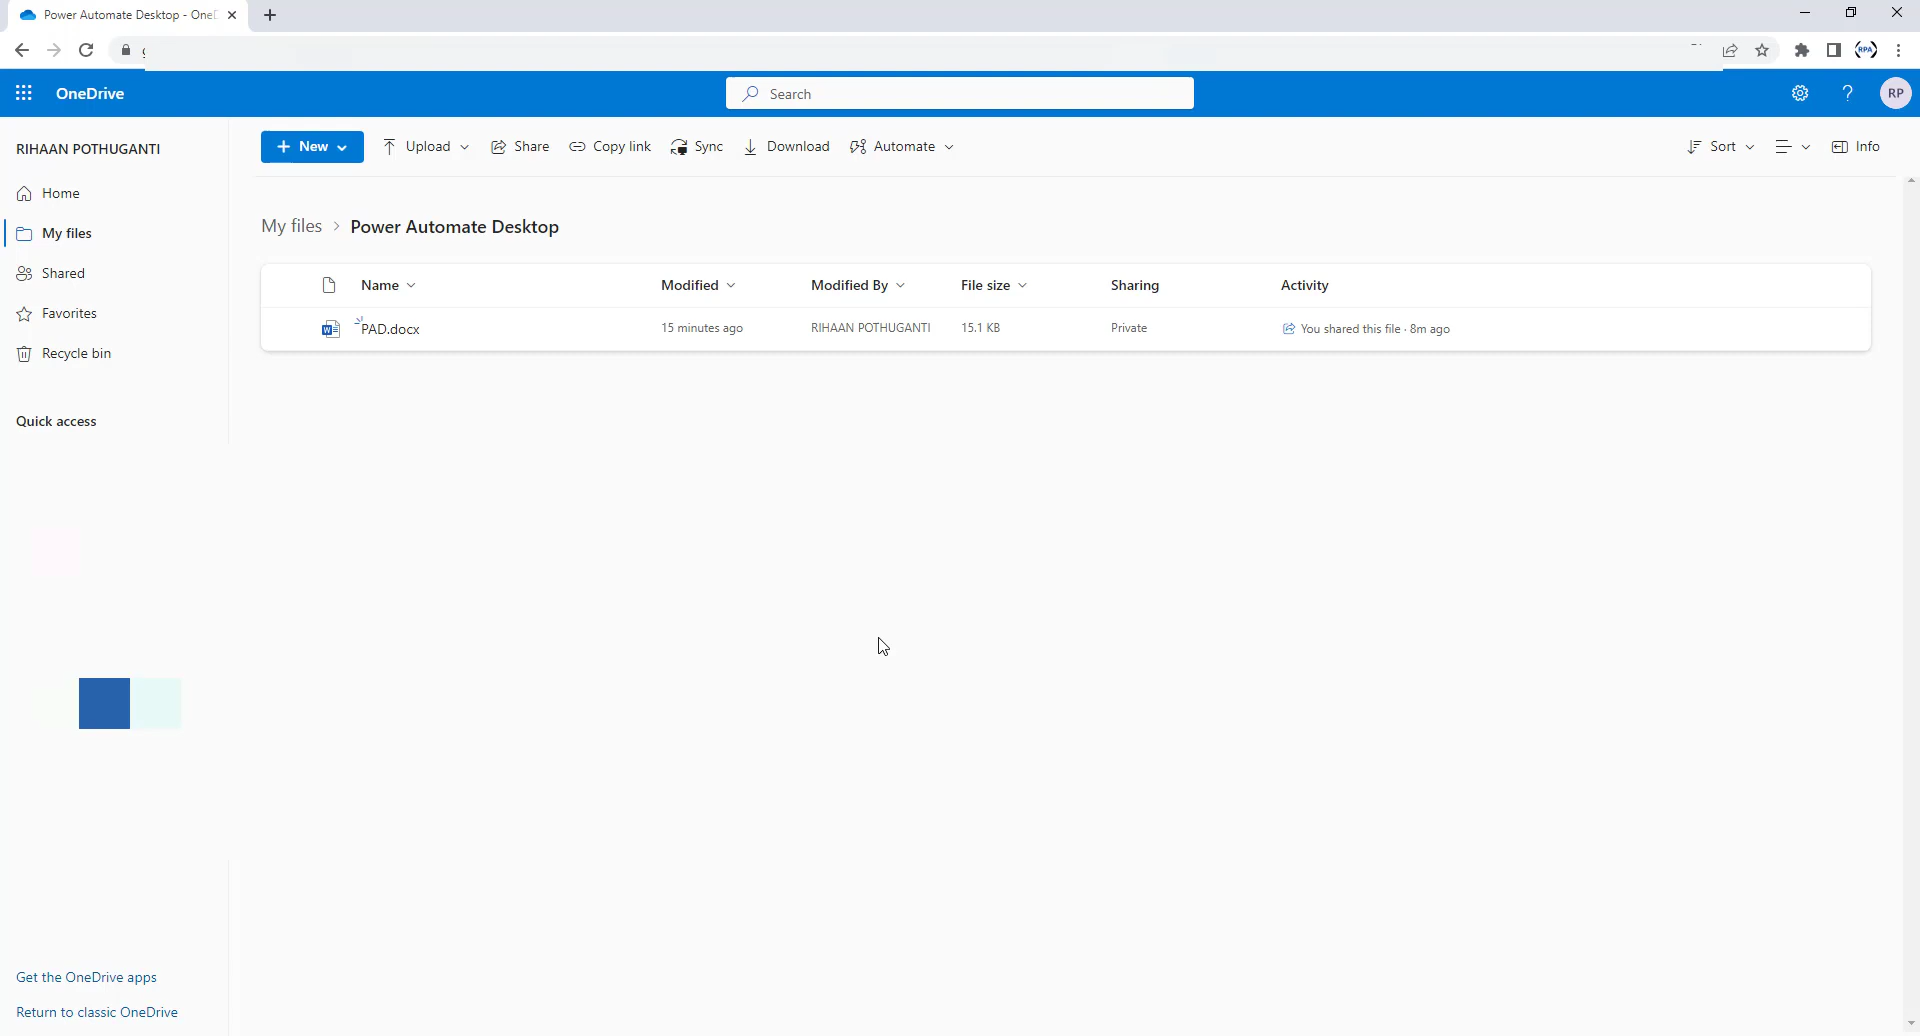 Power Automate Desktop - OneD
RPA
OneDrive
Search
?
RP
RIHAAN POTHUGANTI
New
Upload
Share
Copy link
Sync
Download
Automate
Sort
Info
Home
My files
Shared
Favorites
Recycle bin
Quick access
My files > Power Automate Desktop
Name
Modified
Modified By
File size
Sharing
Activity
PAD.docx
15 minutes ago
RIHAAN POTHUGANTI
15.1 KB
Private
You shared this file · 8m ago
Get the OneDrive apps
Return to classic OneDrive